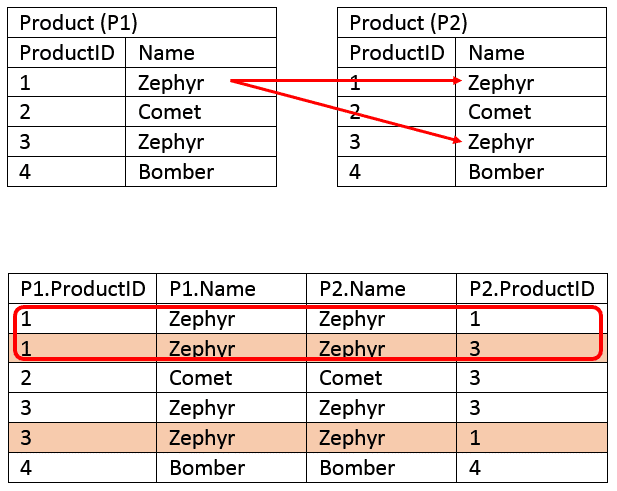 Product (P1)
ProductID Name
1 Zephyr
2 Comet
3 Zephyr
4 Bomber
Product (P2)
ProductID Name
1 Zephyr
2 Comet
3 Zephyr
4 Bomber
P1.ProductID P1.Name P2.Name P2.ProductID
1 Zephyr Zephyr 1
1 Zephyr Zephyr 3
2 Comet Comet 3
3 Zephyr Zephyr 3
3 Zephyr Zephyr 1
4 Bomber Bomber 4